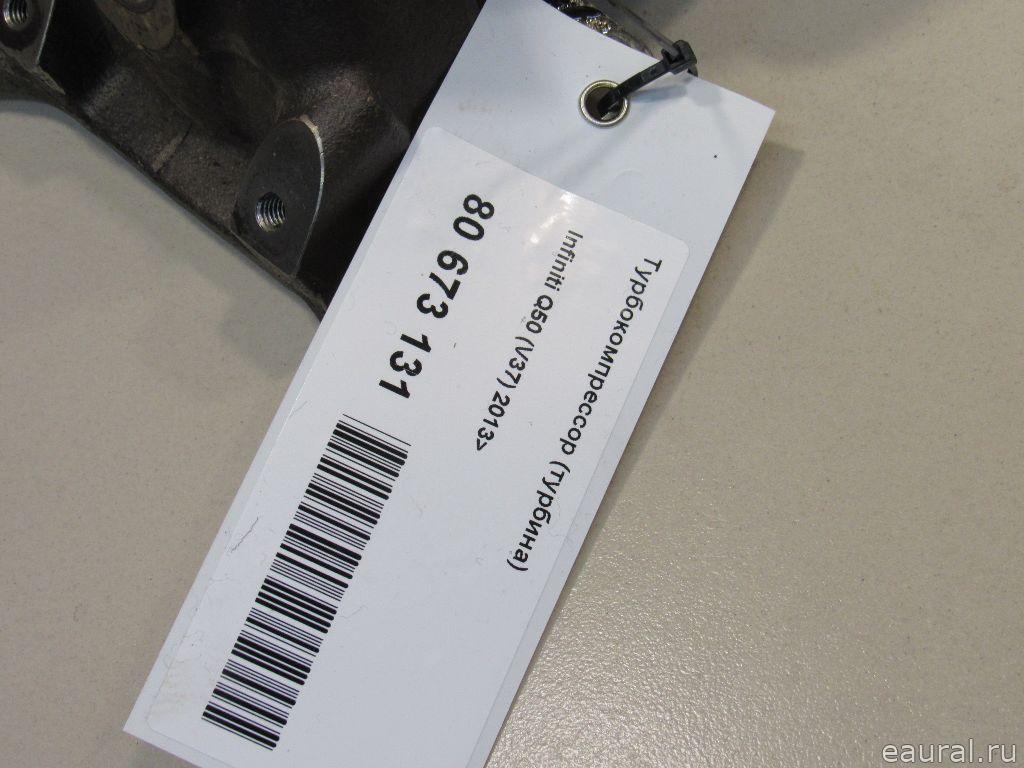 Турбокомпрессор (турбина)
Infiniti Q50 (V37) 2013>
80 673 131
eaural.ru